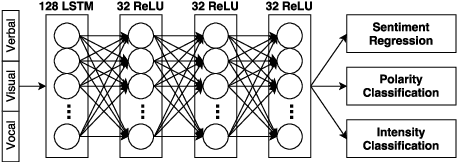 128 LSTM 32 ReLU 32 ReLU 32 ReLU
Verbal
Visual
Vocal
Sentiment
Regression
Polarity
Classification
Intensity
Classification